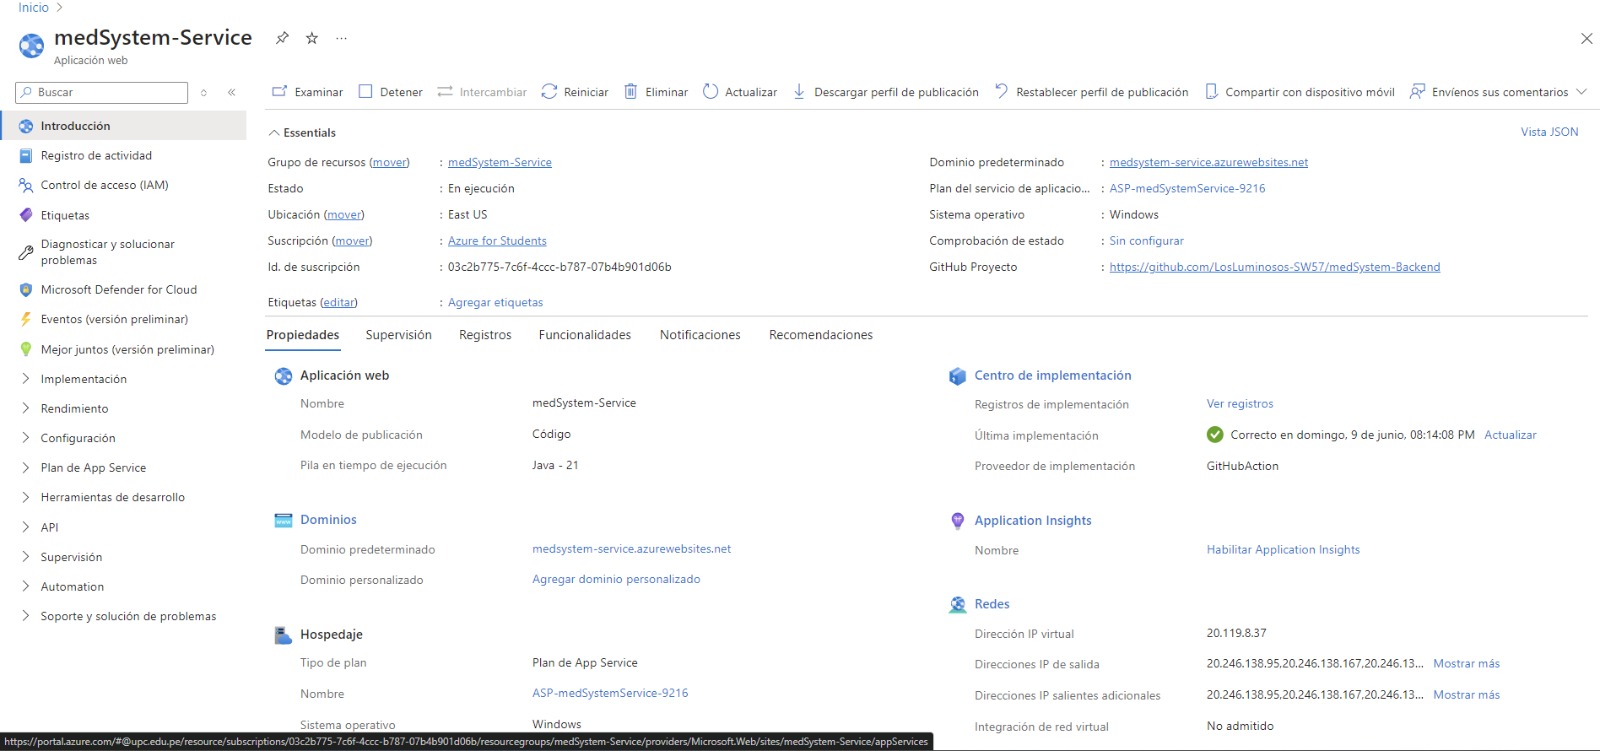 Inicio
medSystem-Service
Aplicación web
Buscar
Examinar Detener Intercambiar Reiniciar Eliminar Actualizar Descargar perfil de publicación Restablecer perfil de publicación Compartir con dispositivo móvil Envíenos sus comentarios
Introducción
Registro de actividad
Control de acceso (IAM)
Etiquetas
Diagnosticar y solucionar
problemas
Microsoft Defender for Cloud
Eventos (versión preliminar)
Mejor juntos (versión preliminar)
Implementación
Rendimiento
Configuración
Plan de App Service
Herramientas de desarrollo
API
Supervisión
Automation
Soporte y solución de problemas
Essentials
Vista JSON
Grupo de recursos (mover) : medSystem-Service
Estado : En ejecución
Ubicación (mover) : East US
Suscripción (mover) : Azure for Students
Id. de suscripción : 03c2b775-7c6f-4ccc-b787-07b4b901d06b
Etiquetas (editar) : Agregar etiquetas
Dominio predeterminado : medsystem-service.azurewebsites.net
Plan del servicio de aplicacio... : ASP-medSystemService-9216
Sistema operativo : Windows
Comprobación de estado : Sin configurar
GitHub Proyecto : https://github.com/LosLuminosos-SW57/medSystem-Backend
Propiedades Supervisión Registros Funcionalidades Notificaciones Recomendaciones
Aplicación web
Nombre medSystem-Service
Modelo de publicación Código
Pila en tiempo de ejecución Java - 21
Dominios
Dominio predeterminado medsystem-service.azurewebsites.net
Dominio personalizado Agregar dominio personalizado
Hospedaje
Tipo de plan Plan de App Service
Nombre ASP-medSystemService-9216
Sistema operativo Windows
Centro de implementación
Registros de implementación Ver registros
Última implementación Correcto en domingo, 9 de junio, 08:14:08 PM Actualizar
Proveedor de implementación GitHubAction
Application Insights
Nombre Habilitar Application Insights
Redes
Dirección IP virtual 20.119.8.37
Direcciones IP de salida 20.246.138.95,20.246.138.167,20.246.13... Mostrar más
Direcciones IP salientes adicionales 20.246.138.95,20.246.138.167,20.246.13... Mostrar más
Integración de red virtual No admitido
https://portal.azure.com/#@upc.edu.pe/resource/subscriptions/03c2b775-7c6f-4ccc-b787-07b4b901d06b/resourcegroups/medSystem-Service/providers/Microsoft.Web/sites/medSystem-Service/appServices